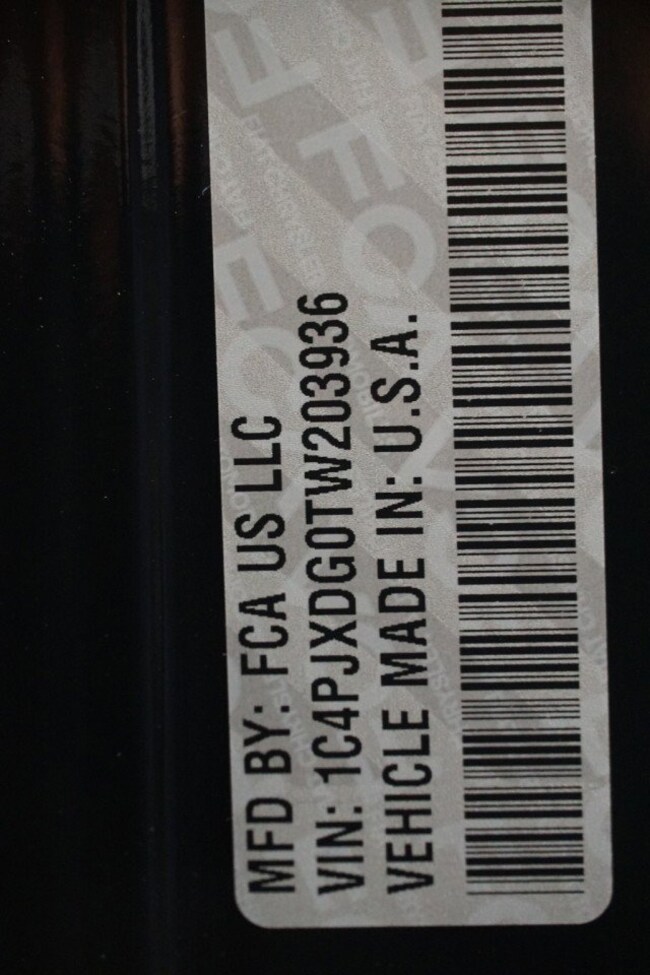 MFD BY: FCA US LLC
VIN: 1C4PJXDG0TW203936
VEHICLE MADE IN: U.S.A.